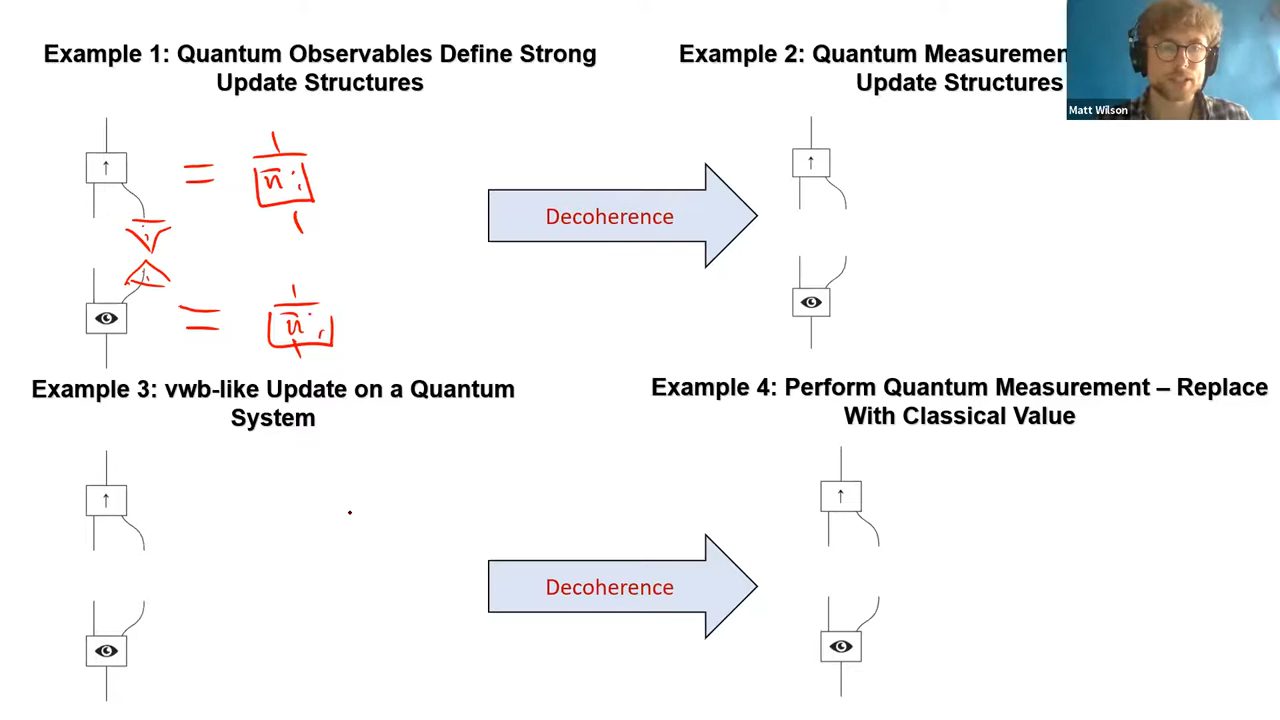 Example 1: Quantum Observables Define Strong
Update Structures
Example 2: Quantum Measuremen
Update Structures
Matt Wilson
↑
=
↑
Decoherence
=
Example 3: vwb-like Update on a Quantum
System
Example 4: Perform Quantum Measurement – Replace
With Classical Value
↑
↑
Decoherence